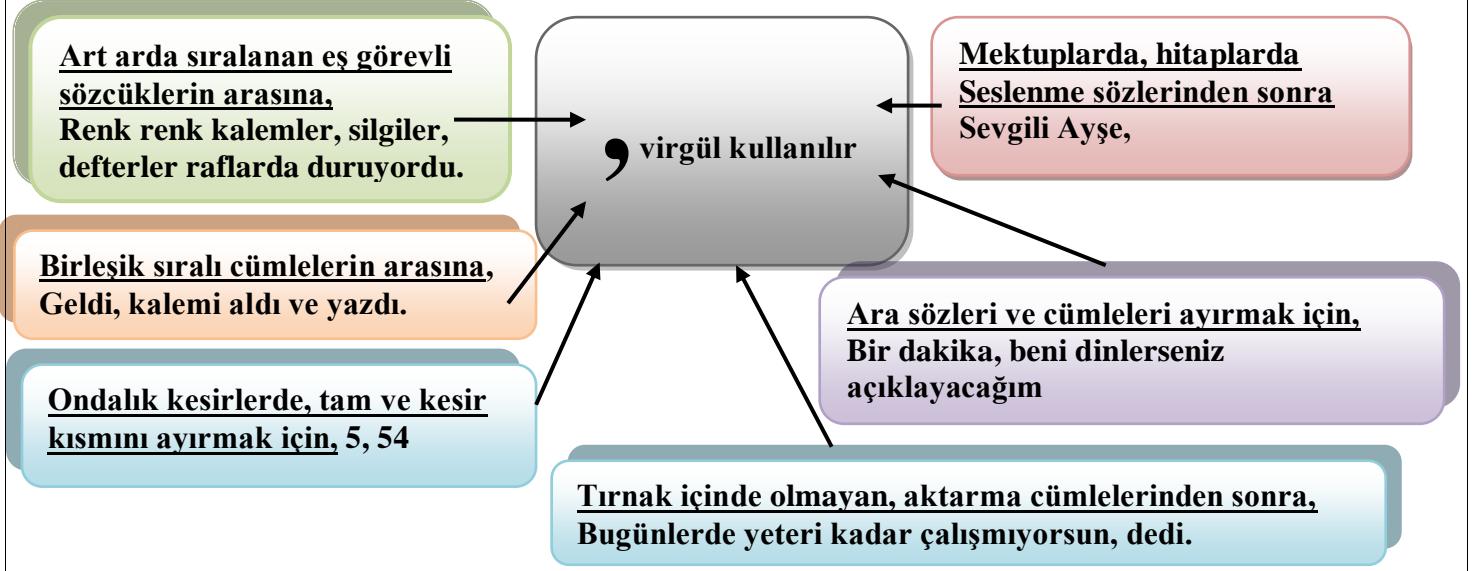 Art arda sıralanan eş görevli
sözcüklerin arasına,
Renk renk kalemler, silgiler,
defterler raflarda duruyordu.
, virgül kullanılır
Mektuplarda, hitaplarda
Seslenme sözlerinden sonra
Sevgili Ayşe,
Birleşik sıralı cümlelerin arasına,
Geldi, kalemi aldı ve yazdı.
Ara sözleri ve cümleleri ayırmak için,
Bir dakika, beni dinlerseniz
açıklayacağım
Ondalık kesirlerde, tam ve kesir
kısmını ayırmak için, 5, 54
Tırnak içinde olmayan, aktarma cümlelerinden sonra,
Bugünlerde yeteri kadar çalışmıyorsun, dedi.